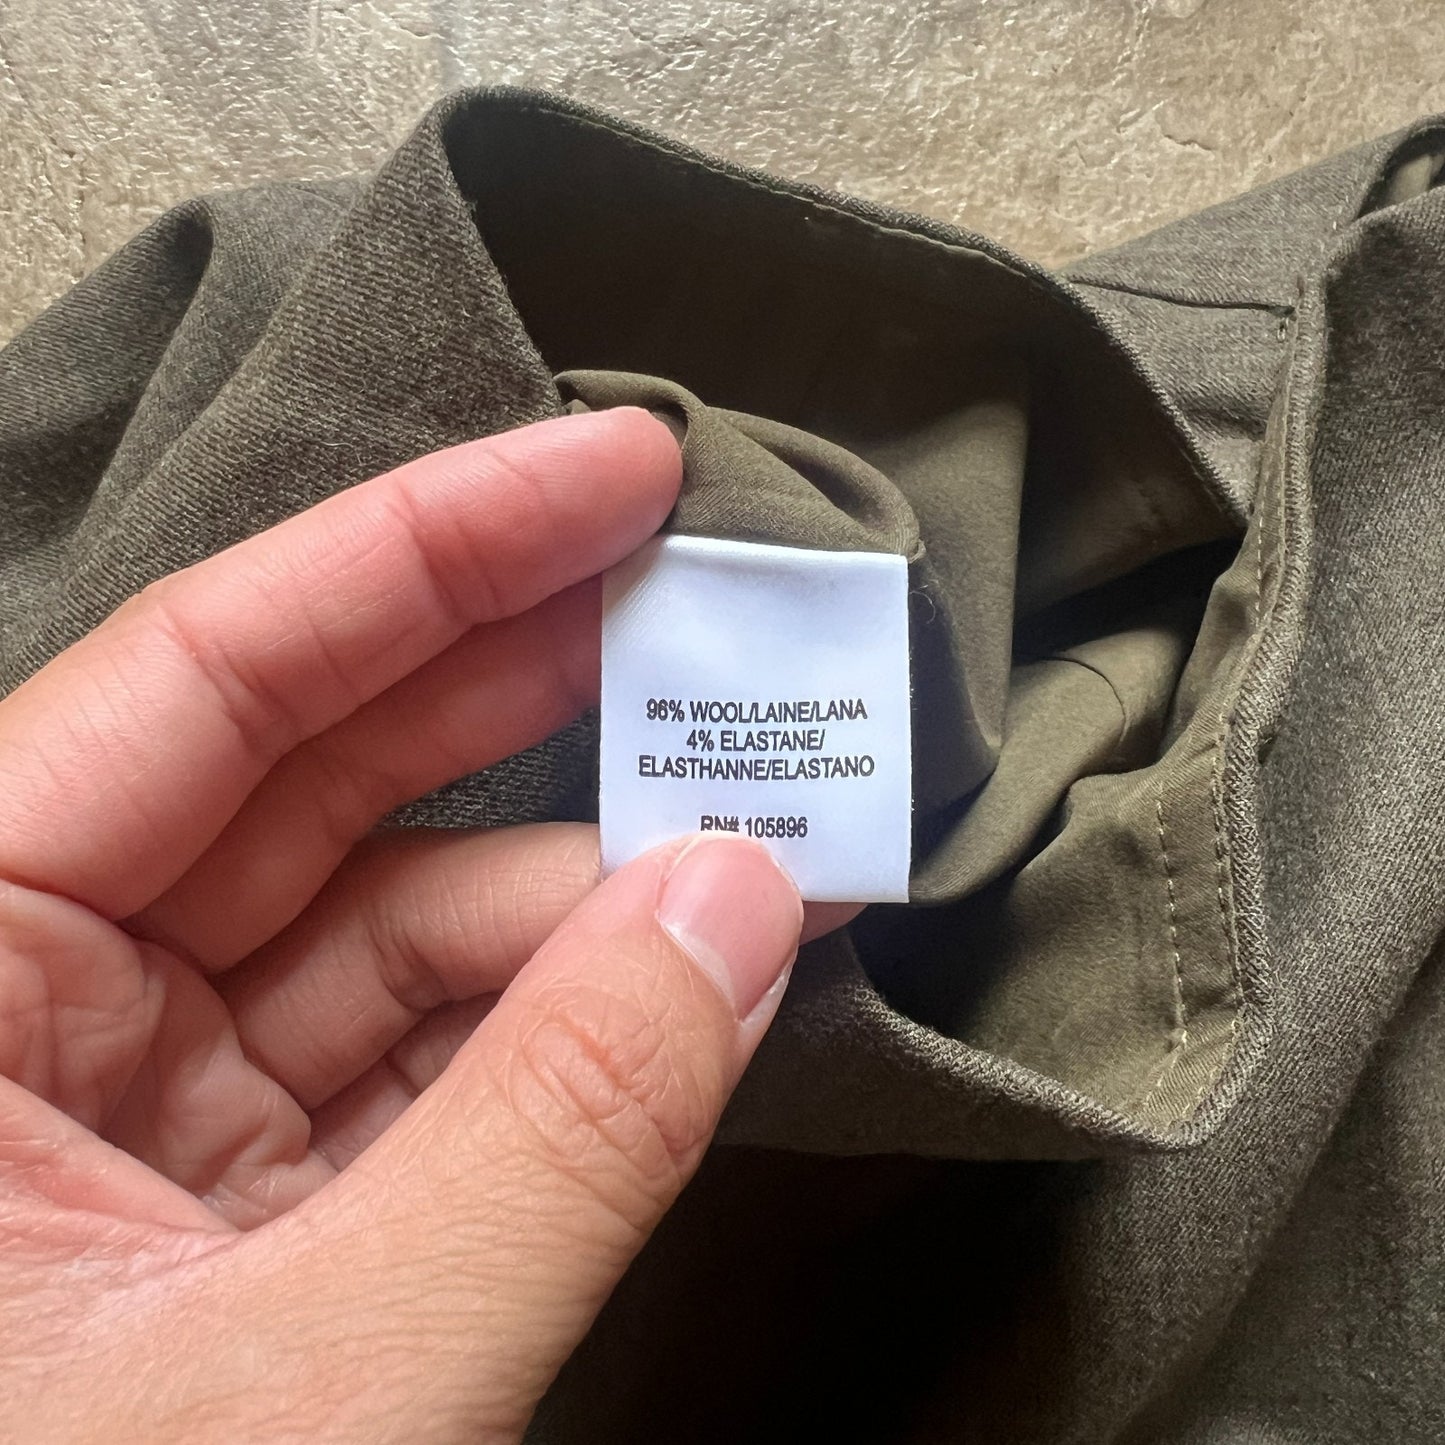 96% WOOL/LAINE/LANA
4% ELASTANE/
ELASTHANNE/ELASTANO
RN# 105896